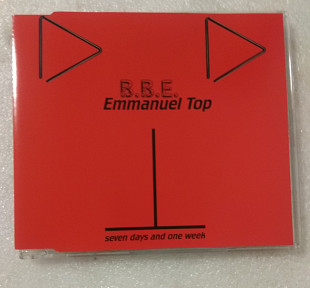 B.B.E.
Emmanuel Top
seven days and one week